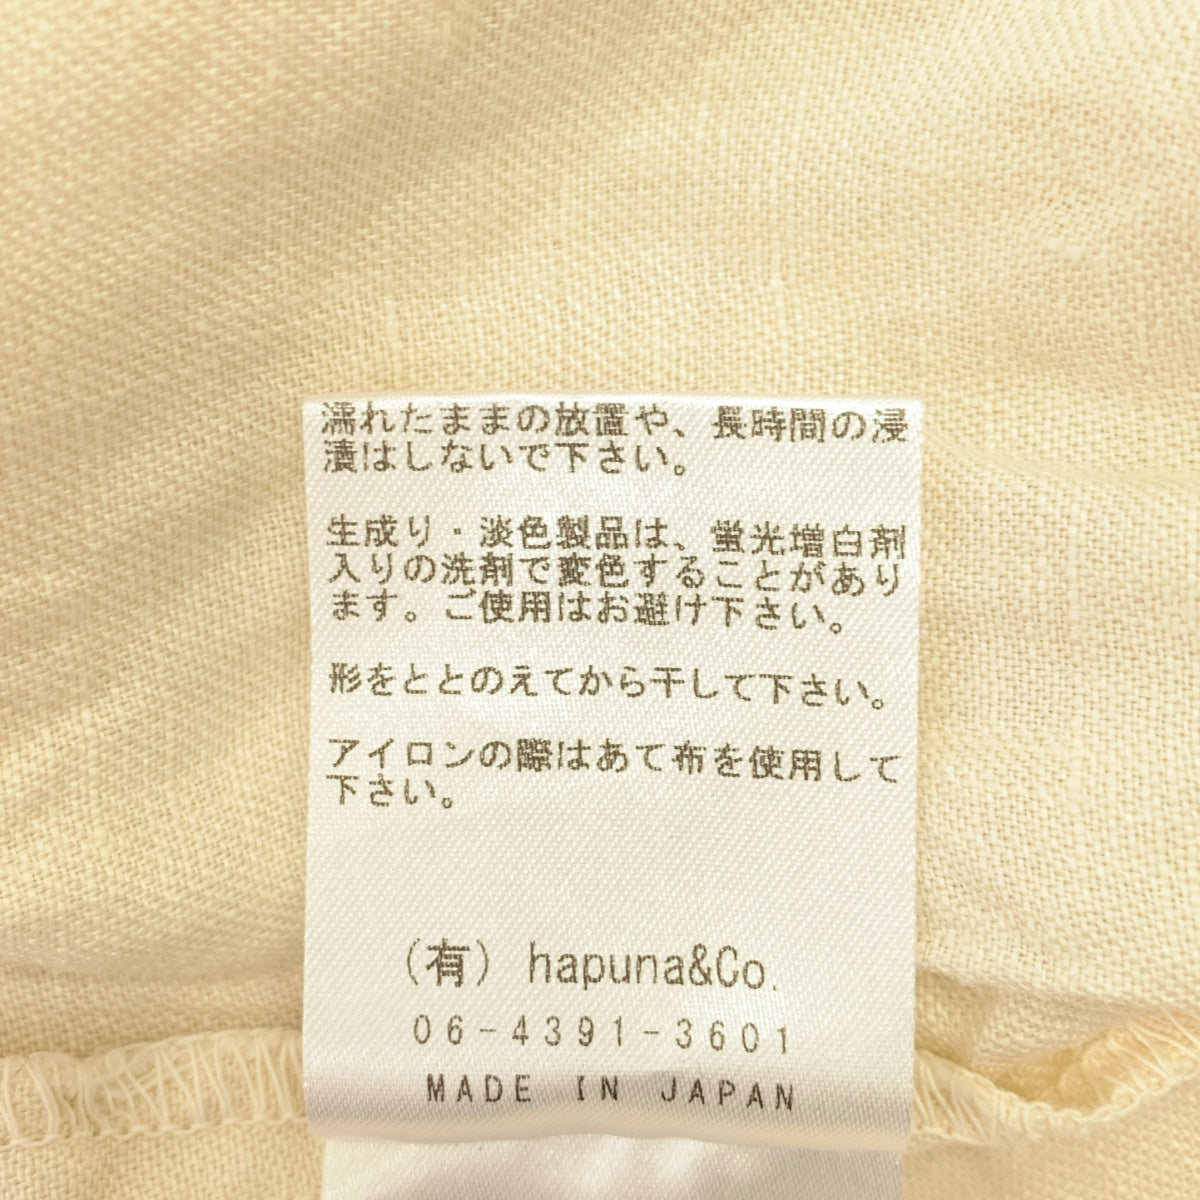 濡れたままの放置や、長時間の浸
漬はしないで下さい。
生成り・淡色製品は、蛍光増白剤
入りの洗剤で変色することがあり
ます。ご使用はお避け下さい。
形をととのえてから干して下さい。
アイロンの際はあて布を使用して
下さい。
(有) hapuna&Co.
06-4391-3601
MADE IN JAPAN